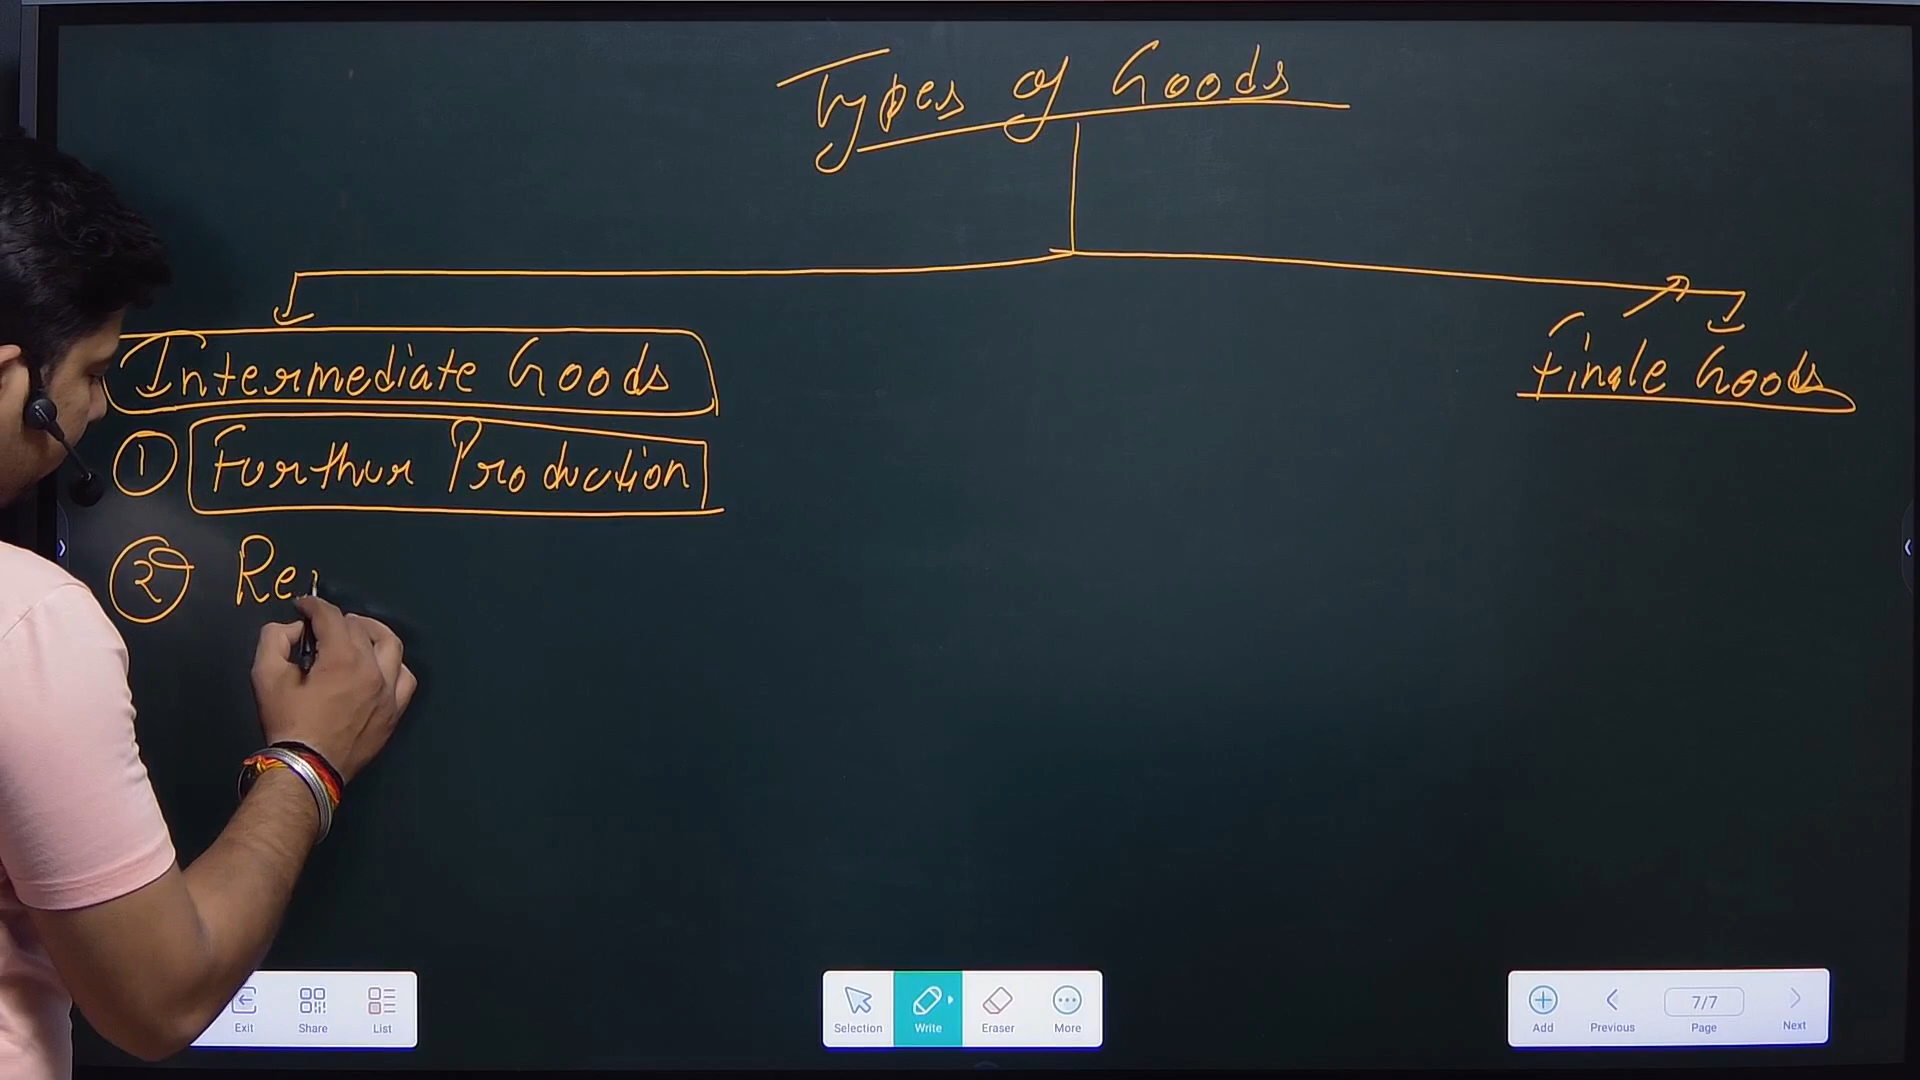 Types of Goods
Intermediate Goods
Finale Goods
① Further Production
② Re
Exit
Share
List
Selection
Write
Eraser
More
Add
Previous
7/7
Page
Next